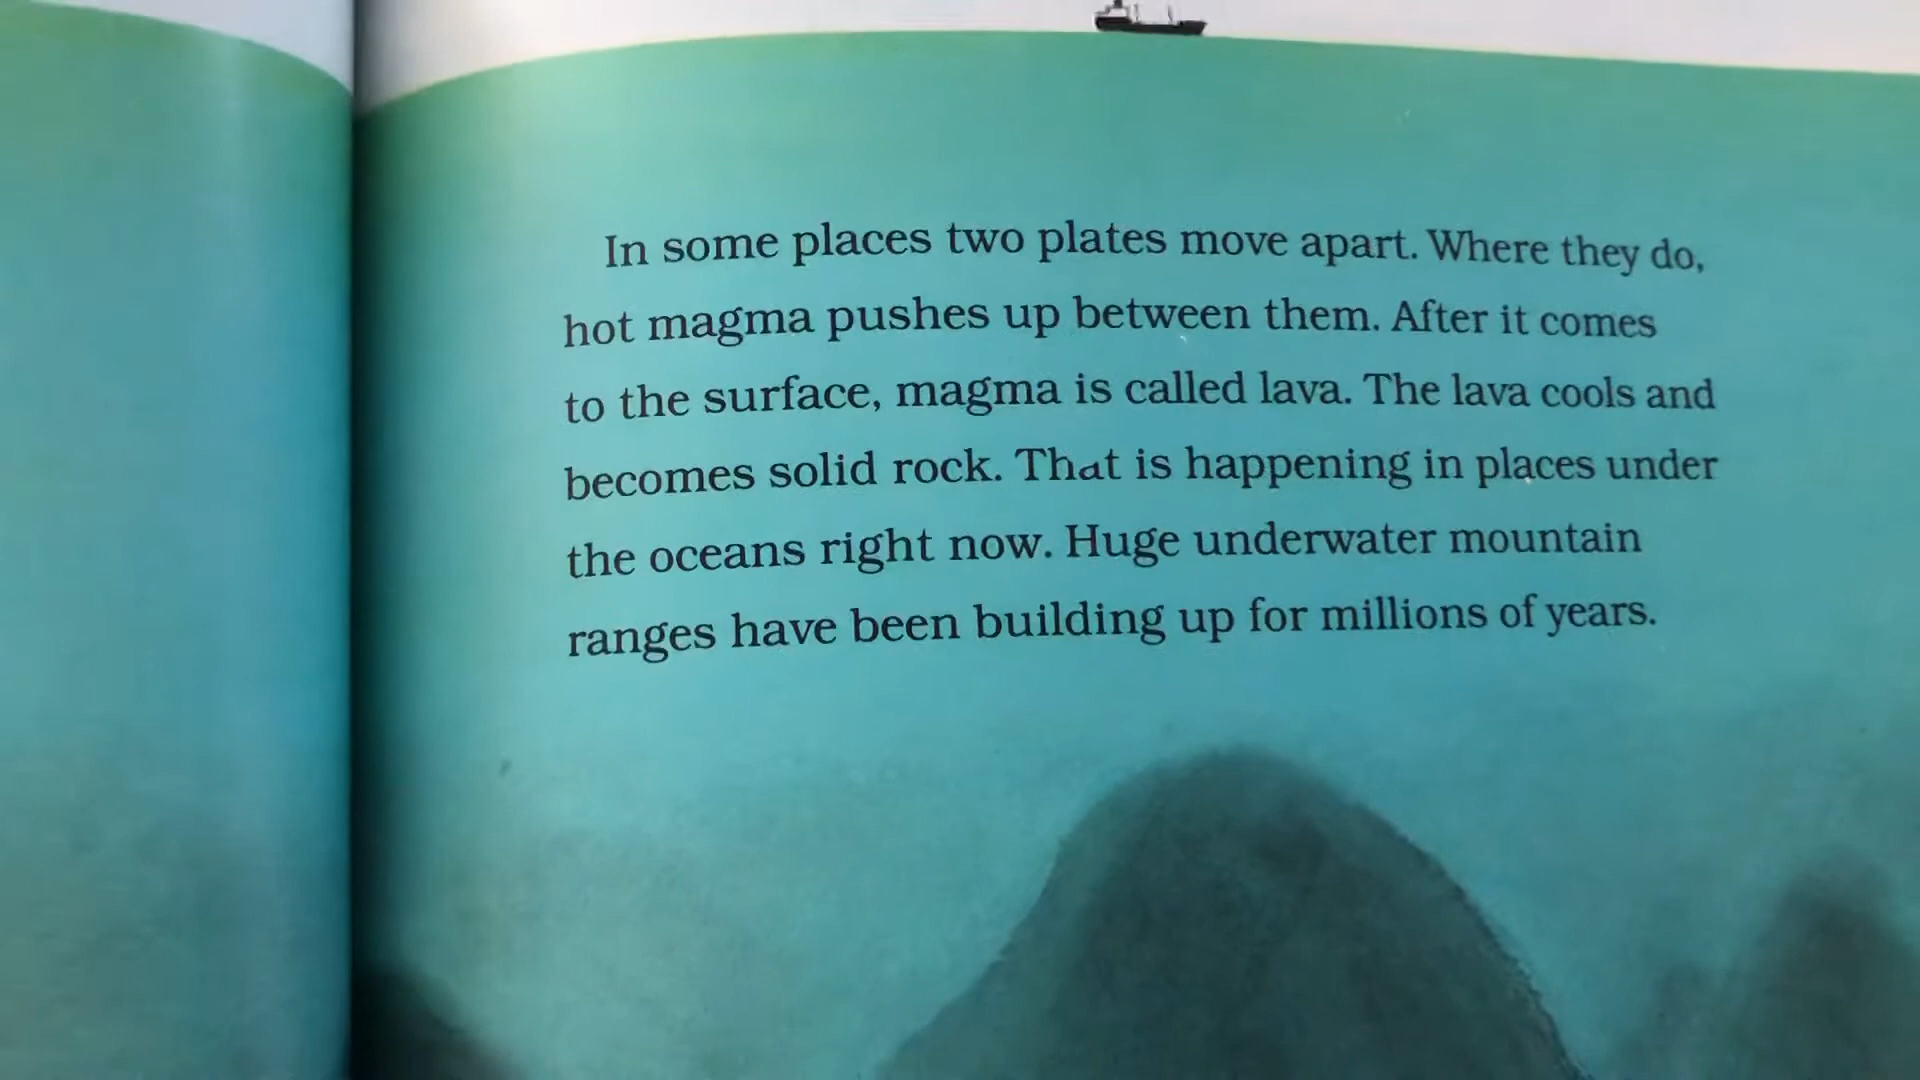 In some places two plates move apart. Where they do,
hot magma pushes up between them. After it comes
to the surface, magma is called lava. The lava cools and
becomes solid rock. That is happening in places under
the oceans right now. Huge underwater mountain
ranges have been building up for millions of years.